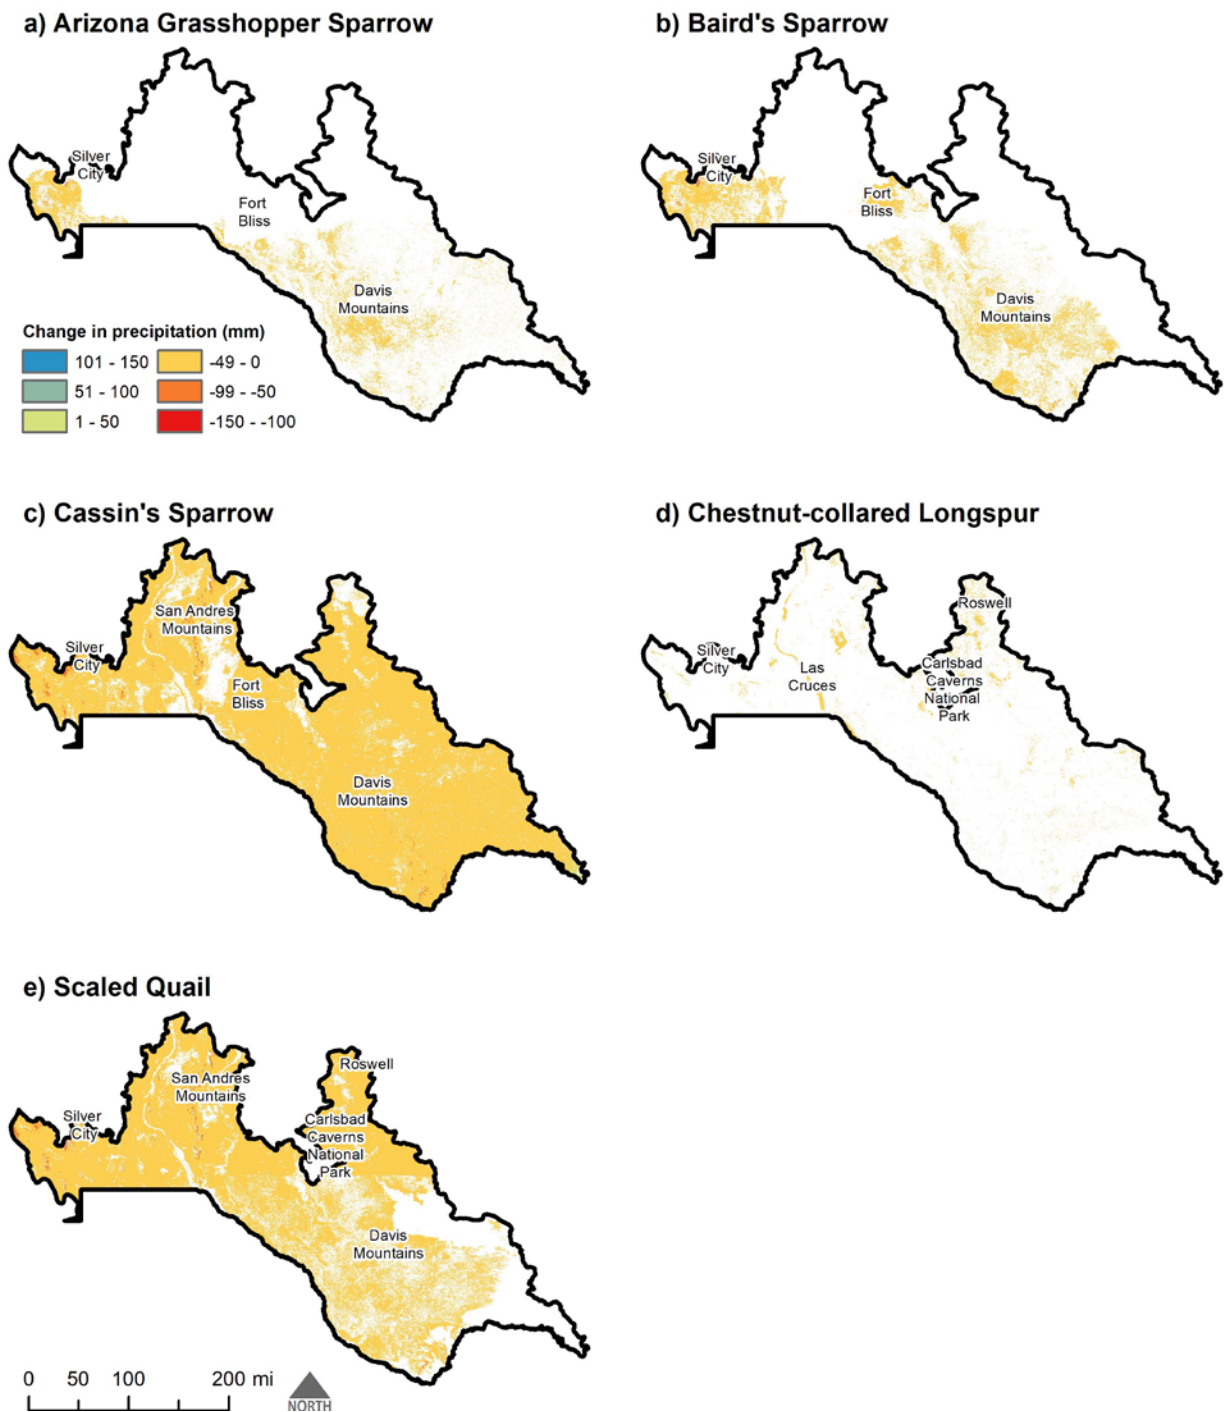 a) Arizona Grasshopper Sparrow
Silver
City
Fort
Bliss
Davis
Mountains
Change in precipitation (mm)
101 - 150
-49 - 0
51 - 100
-99 - -50
1 - 50
-150 - -100
b) Baird's Sparrow
Silver
City
Fort
Bliss
Davis
Mountains
c) Cassin's Sparrow
San Andres
Mountains
Silver
City
Fort
Bliss
Davis
Mountains
d) Chestnut-collared Longspur
Roswell
Silver
City
Las
Cruces
Carlsbad
Caverns
National
Park
e) Scaled Quail
Roswell
San Andres
Mountains
Silver
City
Carlsbad
Caverns
National
Park
Davis
Mountains
0 50 100 200 mi
NORTH